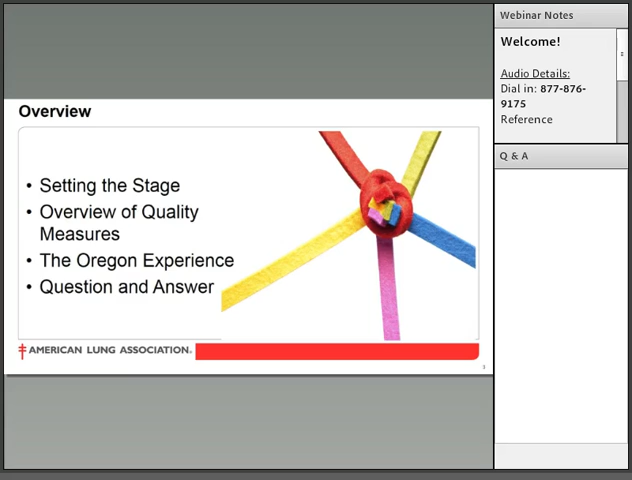 Overview
• Setting the Stage
• Overview of Quality
Measures
• The Oregon Experience
• Question and Answer
AMERICAN LUNG ASSOCIATION®
3
Webinar Notes
Welcome!
Audio Details:
Dial in: 877-876-
9175
Reference
Q & A